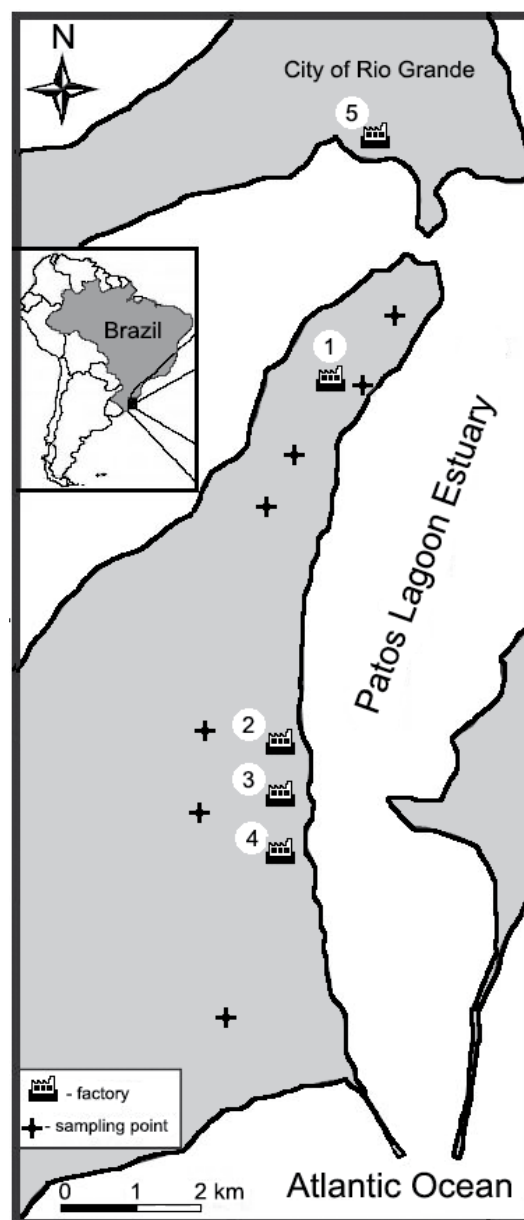 N
City of Rio Grande
5
Brazil
1
Patos Lagoon Estuary
2
3
4
- factory
- sampling point
0 1 2 km
Atlantic Ocean